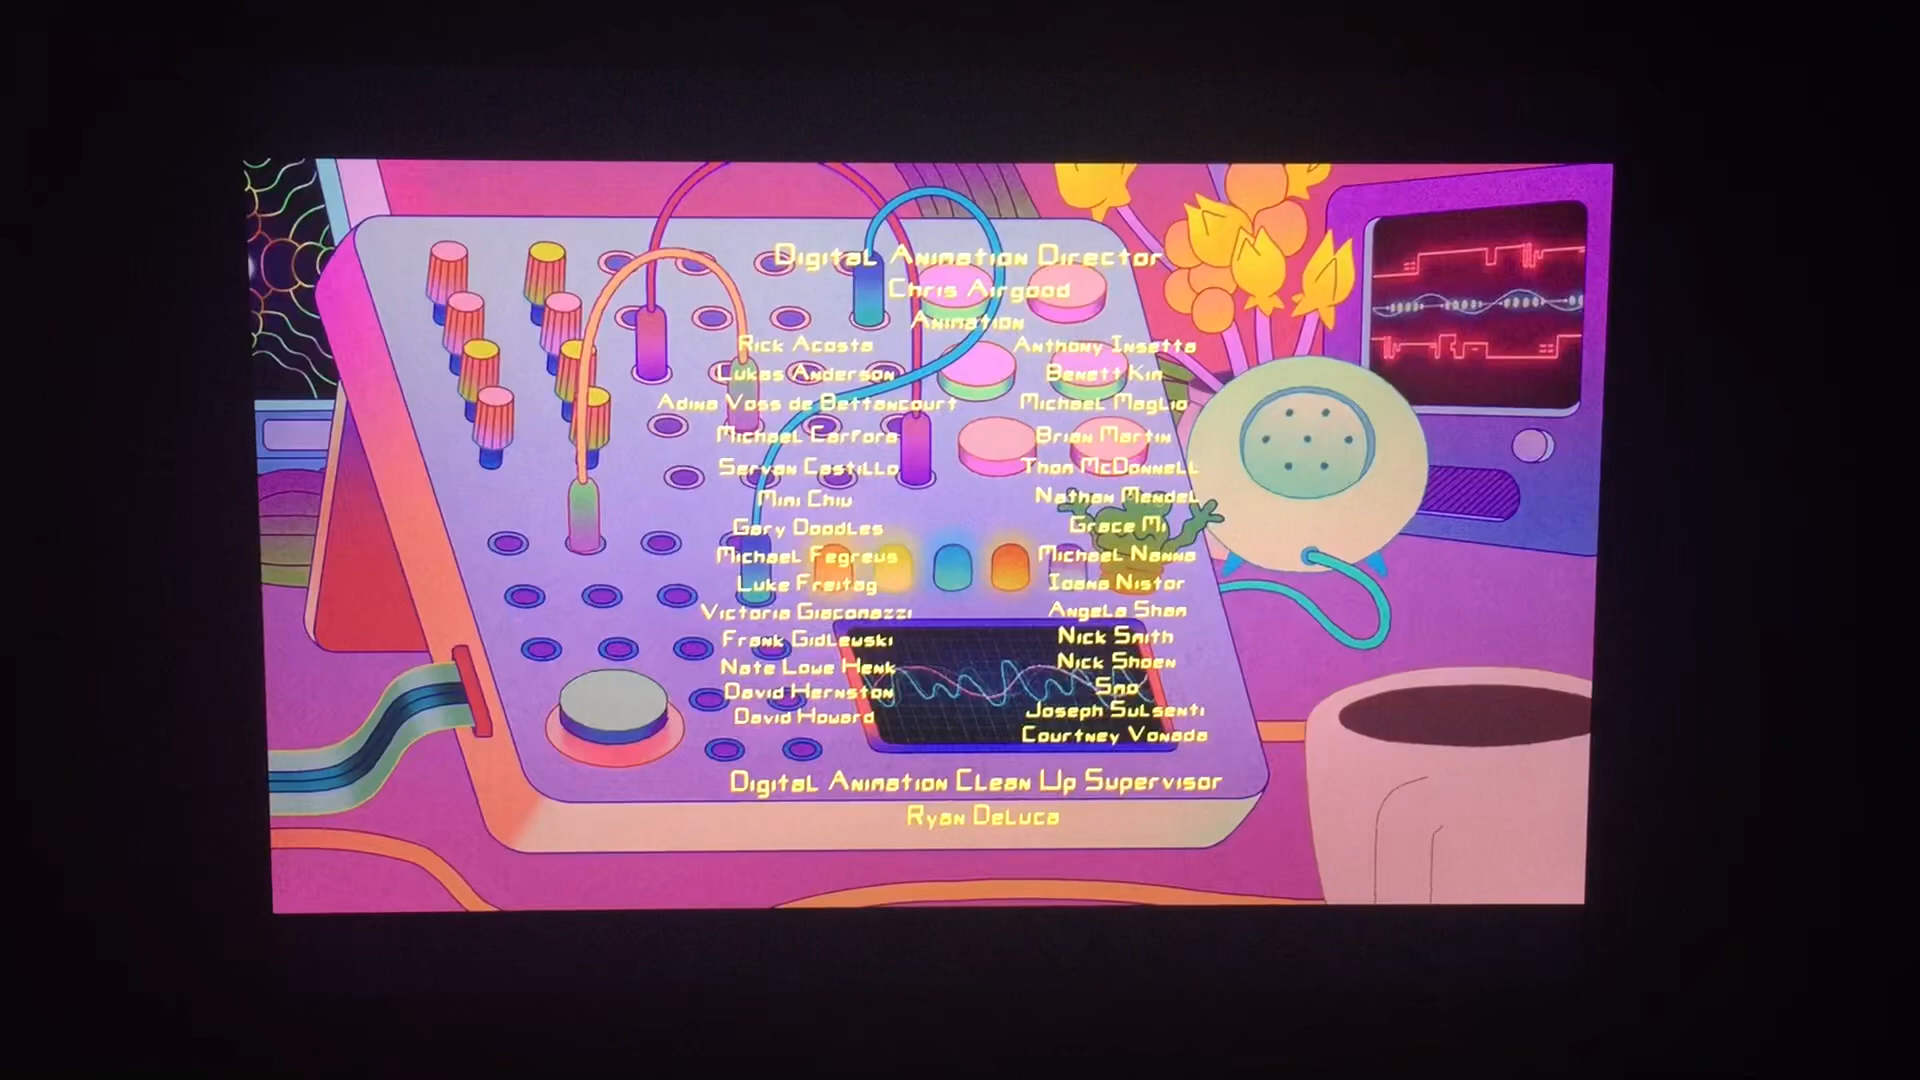 Digital Animation Director
Chris Airgood
Animation
Rick Acosta
Anthony Insetta
Lukas Anderson
Benett Kim
Adina Voss de Bettancourt
Michael Maglio
Michael Carfora
Brian Martin
Servan Castillo
Thom McDonnell
Mimi Chiu
Nathan Mendel
Gary Doodles
Grace Mi
Michael Fegreus
Michael Nanna
Luke Freitag
Ioana Nistor
Victoria Giacomazzi
Angela Sham
Frank Gidlewski
Nick Smith
Nate Lowe Henk
Nick Shoen
David Hernston
Smo
David Howard
Joseph Sulsenti
Courtney Vonada
Digital Animation Clean Up Supervisor
Ryan DeLuca